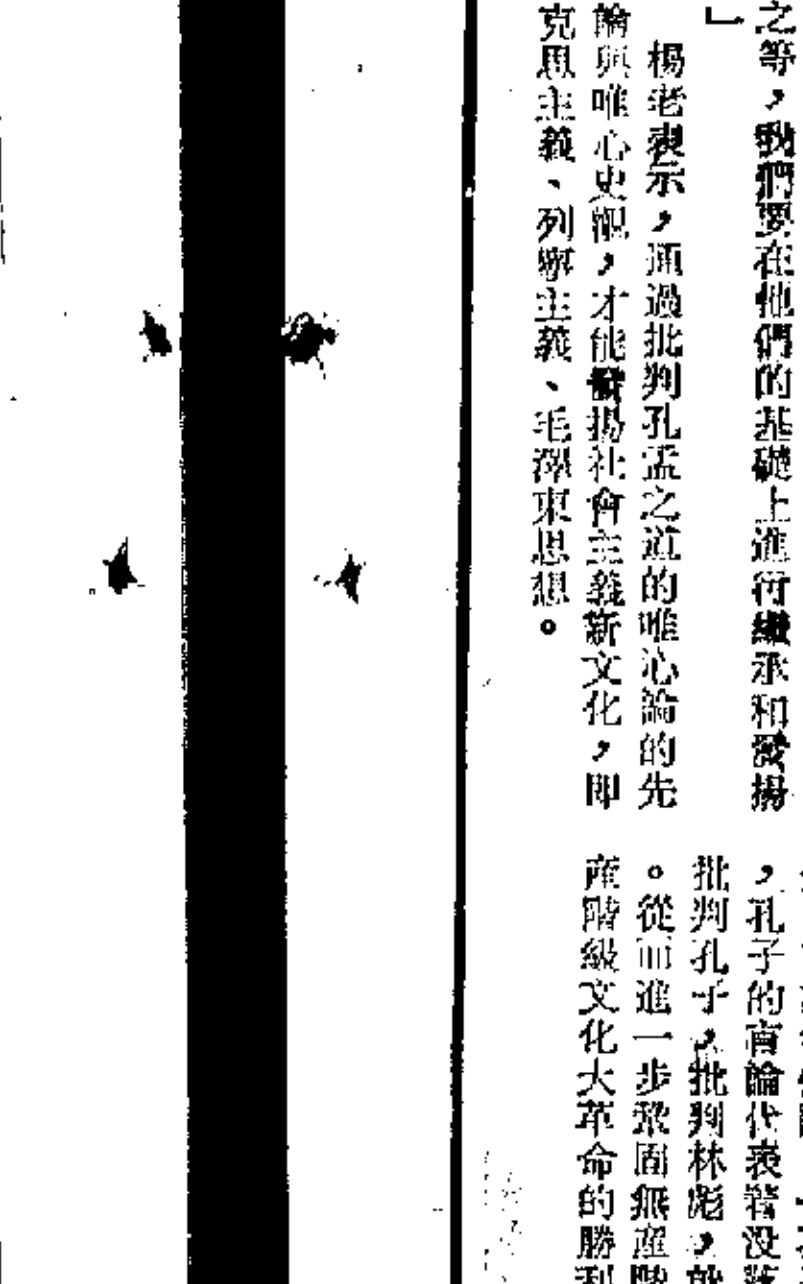 之等，我們要在他們的基礎上進行繼承和發揚
」
楊老表示，通過批判孔孟之道的唯心論的先
論與唯心史觀，才能發揚社會主義新文化，即
克思主義、列寧主義、毛澤東思想。
，孔子的言論代表着没落
批判孔子，批判林彪，
。從而進一步鞏固無產階
產階級文化大革命的勝利